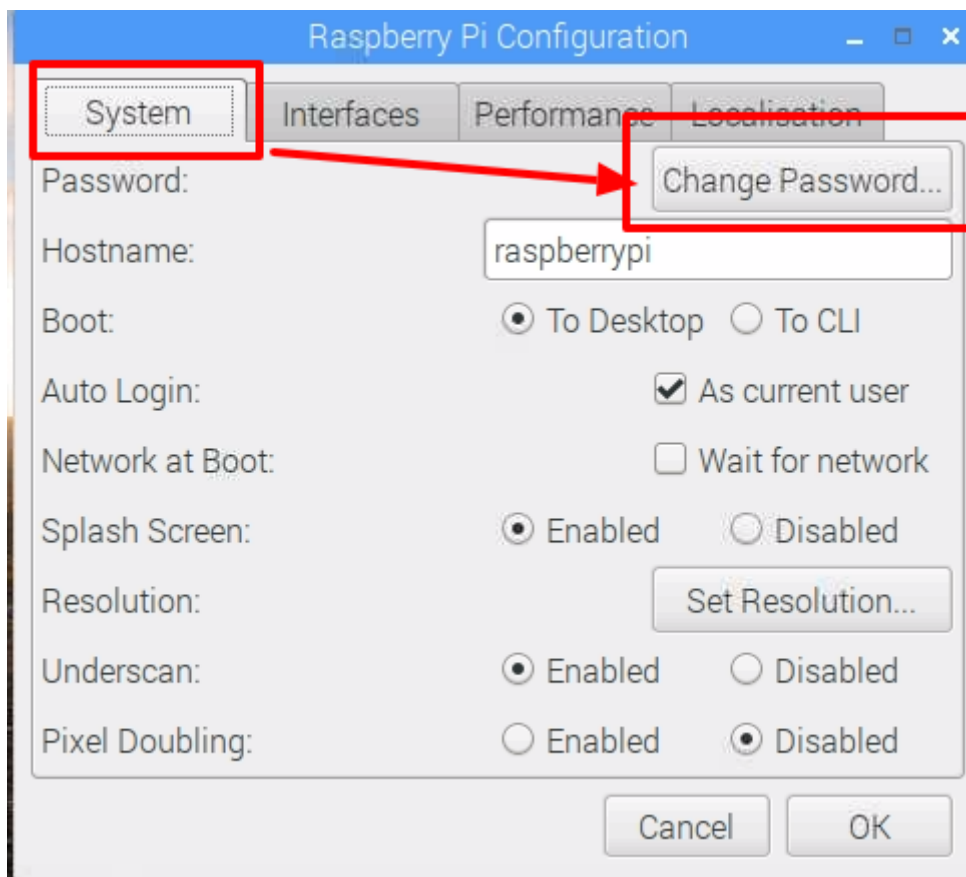 Raspberry Pi Configuration
System Interfaces Performance Localisation
Password: Change Password...
Hostname: raspberrypi
Boot: To Desktop To CLI
Auto Login: As current user
Network at Boot: Wait for network
Splash Screen: Enabled Disabled
Resolution: Set Resolution...
Underscan: Enabled Disabled
Pixel Doubling: Enabled Disabled
Cancel OK